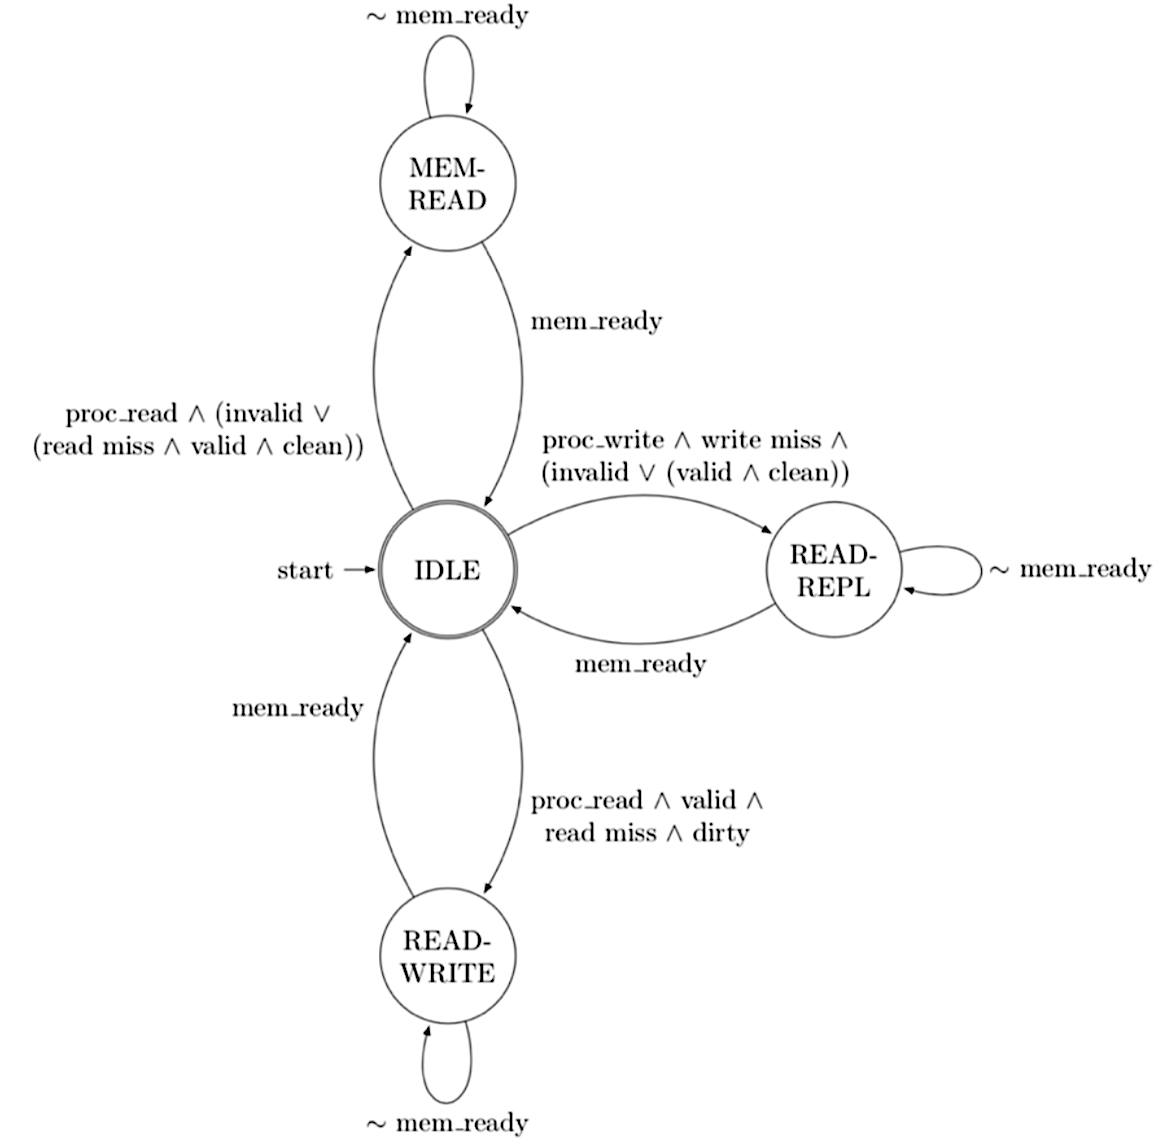 ∼ mem_ready
MEM-
READ
mem_ready
proc_read ∧ (invalid ∨
(read miss ∧ valid ∧ clean))
proc_write ∧ write miss ∧
(invalid ∨ (valid ∧ clean))
start
IDLE
READ-
REPL
∼ mem_ready
mem_ready
mem_ready
proc_read ∧ valid ∧
read miss ∧ dirty
READ-
WRITE
∼ mem_ready